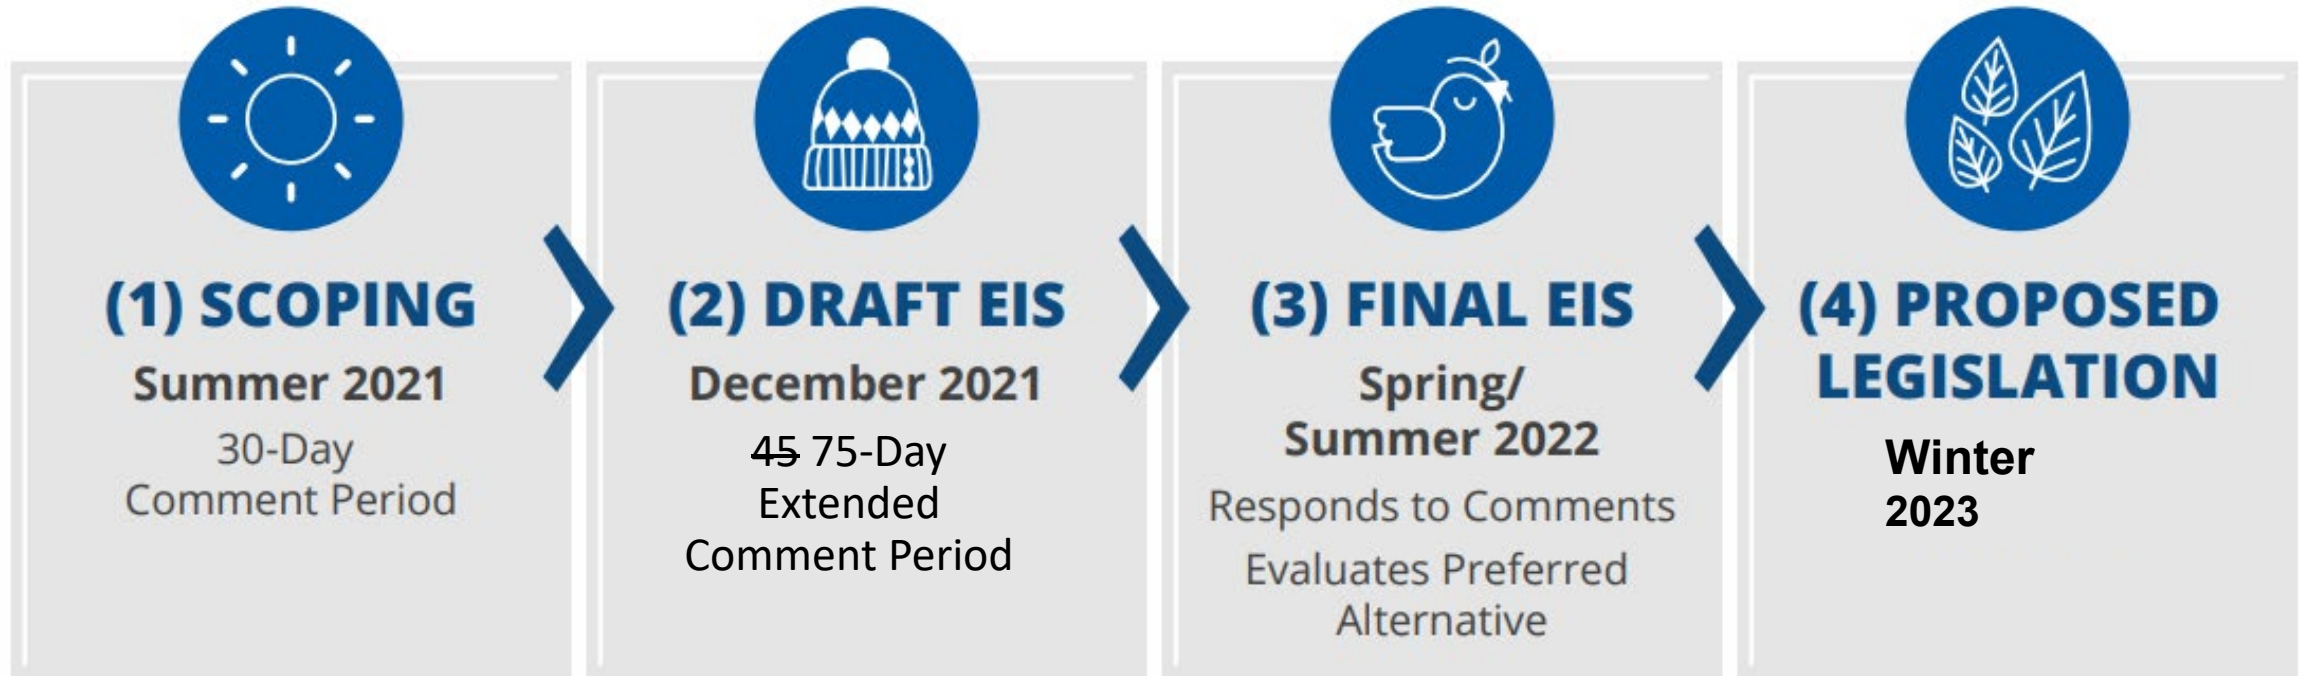 (1) SCOPING
Summer 2021
30-Day
Comment Period
(2) DRAFT EIS
December 2021
45 75-Day
Extended
Comment Period
(3) FINAL EIS
Spring/
Summer 2022
Responds to Comments
Evaluates Preferred
Alternative
(4) PROPOSED
LEGISLATION
Winter
2023